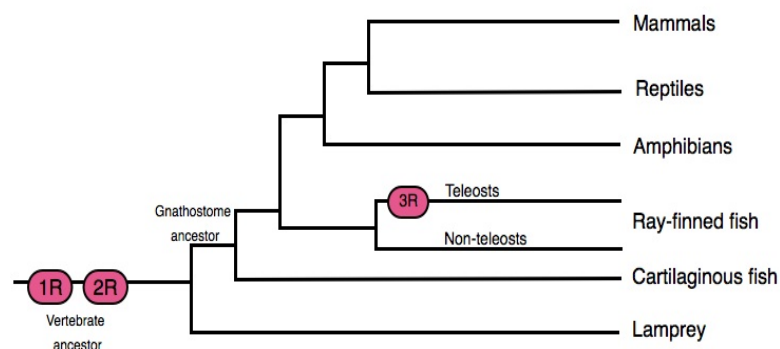 Mammals
Reptiles
Amphibians
3R
Teleosts
Ray-finned fish
Gnathostome
ancestor
Non-teleosts
Cartilaginous fish
1R
2R
Vertebrate
ancestor
Lamprey